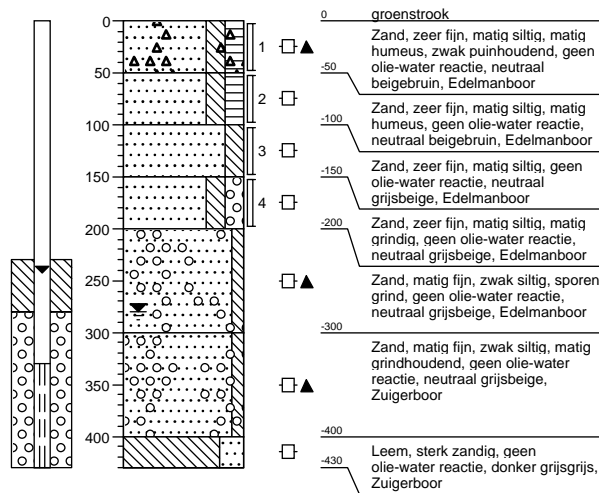 0
50
100
150
200
250
300
350
400
1
2
3
4
0
groenstrook
Zand, zeer fijn, matig siltig, matig
humeus, zwak puinhoudend, geen
olie-water reactie, neutraal
beigebruin, Edelmanboor
-50
Zand, zeer fijn, matig siltig, matig
humeus, geen olie-water reactie,
neutraal beigebruin, Edelmanboor
-100
Zand, zeer fijn, matig siltig, geen
olie-water reactie, neutraal
grijsbeige, Edelmanboor
-150
Zand, zeer fijn, matig siltig, matig
grindig, geen olie-water reactie,
neutraal grijsbeige, Edelmanboor
-200
Zand, matig fijn, zwak siltig, sporen
grind, geen olie-water reactie,
neutraal grijsbeige, Edelmanboor
-300
Zand, matig fijn, zwak siltig, matig
grindhoudend, geen olie-water
reactie, neutraal grijsbeige,
Zuigerboor
-400
Leem, sterk zandig, geen
olie-water reactie, donker grijsgrijs,
Zuigerboor
-430